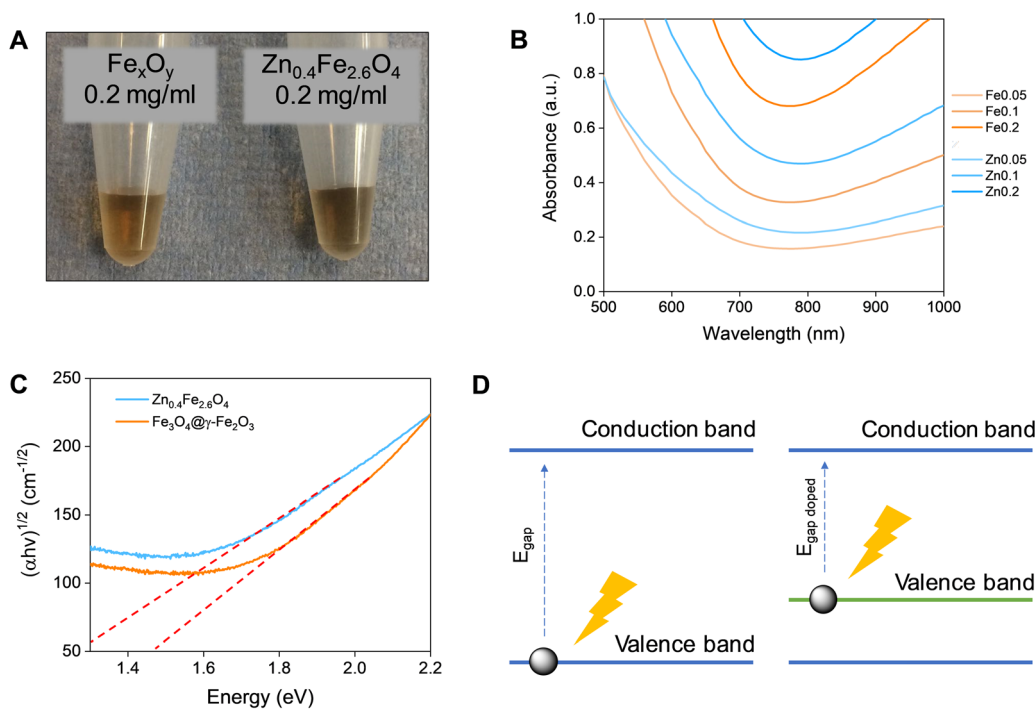 A
FexOy
0.2 mg/ml
Zn0.4Fe2.6O4
0.2 mg/ml
B
Absorbance (a.u.)
1.0
0.8
0.6
0.4
0.2
0.0
500 600 700 800 900 1000
Wavelength (nm)
Fe0.05
Fe0.1
Fe0.2
Zn0.05
Zn0.1
Zn0.2
C
(αhν)1/2 (cm-1/2)
250
200
150
100
50
1.4 1.6 1.8 2.0 2.2
Energy (eV)
Zn0.4Fe2.6O4
Fe3O4@γ-Fe2O3
D
Conduction band
Egap
Valence band
Conduction band
Egap doped
Valence band